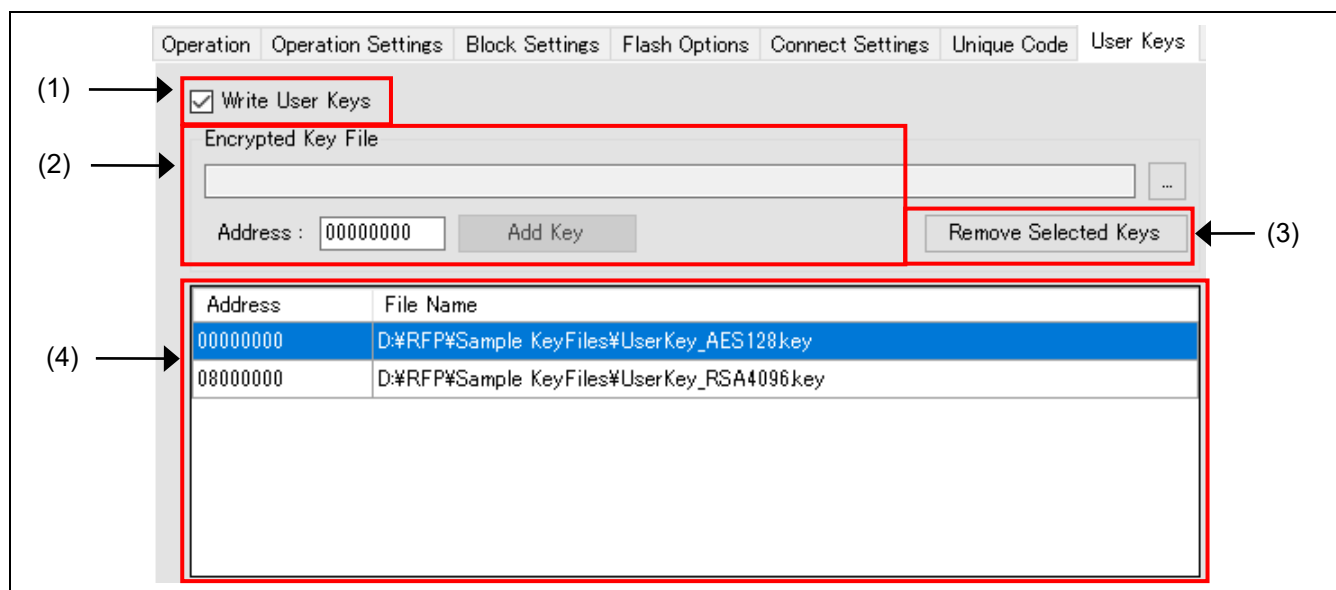 Operation Operation Settings Block Settings Flash Options Connect Settings Unique Code User Keys
(1)
Write User Keys
Encrypted Key File
(2)
...
Address : 00000000 Add Key Remove Selected Keys
(3)
Address File Name
00000000 D:¥RFP¥Sample KeyFiles¥UserKey_AES128.key
(4)
08000000 D:¥RFP¥Sample KeyFiles¥UserKey_RSA4096.key